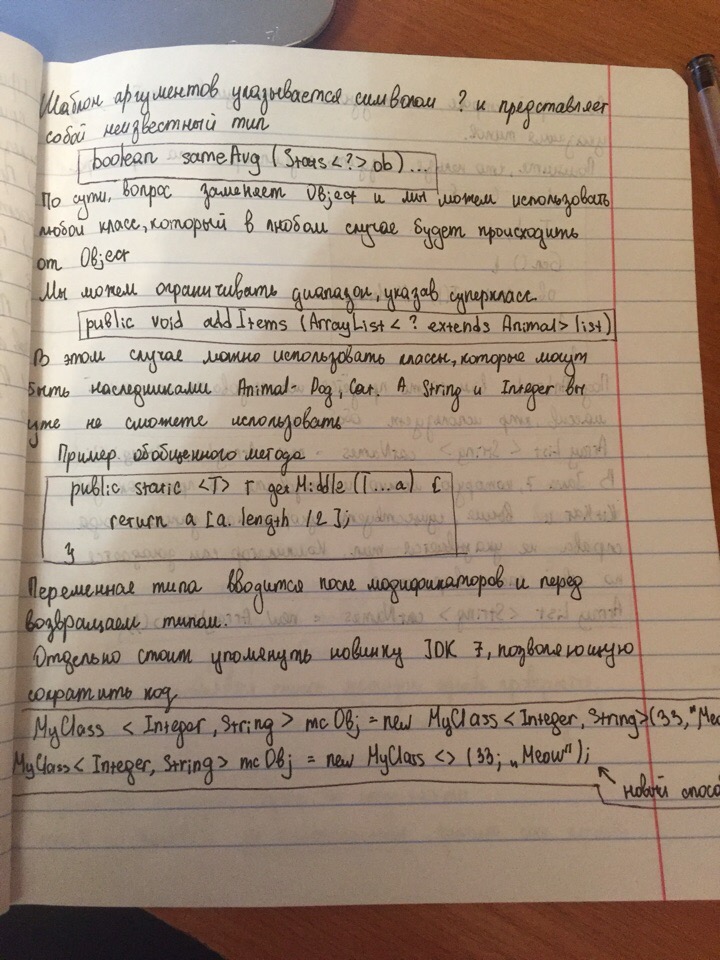 Шаблон аргументов указывается символом ? и представляет
собой неизвестный тип
boolean sameAvg (Stats<?> ob) ...
По сути, вопрос заменяет Object и мы можем использовать
любой класс, который в любом случае будет происходить
от Object
Мы можем ограничивать диапазон, указав суперкласс.
public void addItems (ArrayList < ? extends Animal> list)
В этом случае можно использовать классы, которые могут
быть наследниками Animal - Dog, Cat. А String и Integer вы
уже не сможете использовать
Пример обобщенного метода
public static <T> T getMiddle (T...a) {
return a [a.length /2];
}
Переменная типа вводится после модификаторов и перед
возвращаем типом.
Отдельно стоит упомянуть новинку JDK 7, позволяющую
сократить код
MyClass < Integer, String > mcObj = new MyClass < Integer, String>(33, "Meo
MyClass< Integer, String> mcObj = new MyClass <> (33; „Meow");
новый спосо